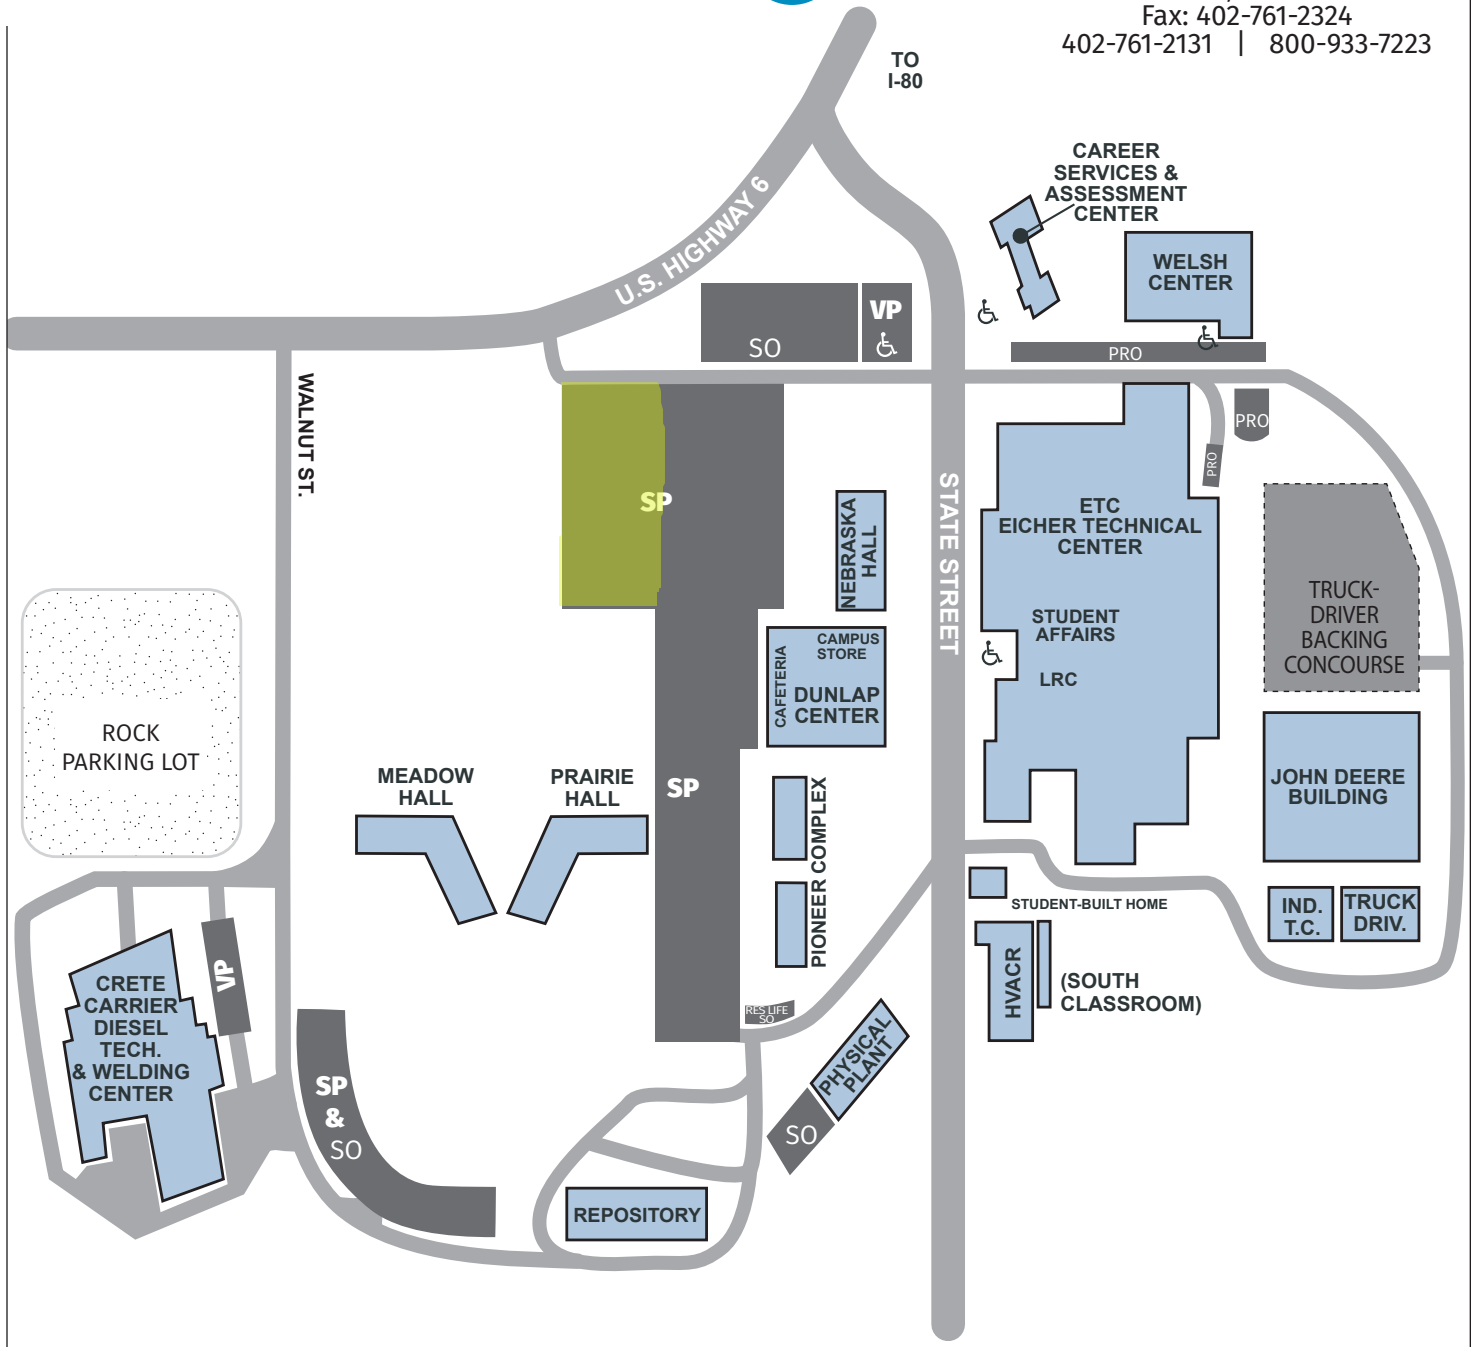 Fax: 402-761-2324
402-761-2131 | 800-933-7223
TO
I-80
CAREER
SERVICES &
ASSESSMENT
CENTER
U.S. HIGHWAY 6
WELSH
CENTER
VP
SO
PRO
WALNUT ST.
PRO
PRO
SP
NEBRASKA
HALL
STATE STREET
ETC
EICHER TECHNICAL
CENTER
TRUCK-
DRIVER
BACKING
CONCOURSE
STUDENT
AFFAIRS
LRC
CAMPUS
STORE
CAFETERIA
DUNLAP
CENTER
ROCK
PARKING LOT
MEADOW
HALL
PRAIRIE
HALL
SP
PIONEER COMPLEX
JOHN DEERE
BUILDING
STUDENT-BUILT HOME
IND.
T.C.
TRUCK
DRIV.
VP
CRETE
CARRIER
DIESEL
TECH.
& WELDING
CENTER
HVACR
(SOUTH
CLASSROOM)
RES LIFE
SO
PHYSICAL
PLANT
SP
&
SO
SO
REPOSITORY